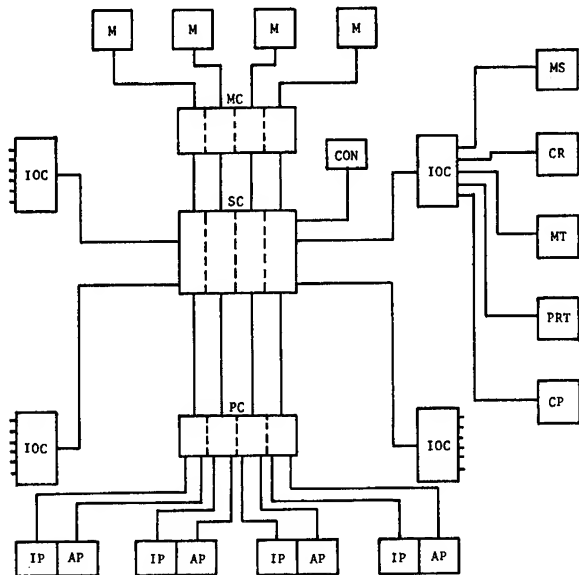 M M M M
MC
MS
CON
CR
IOC
IOC
SC
MT
PRT
CP
PC
IOC
IOC
IP AP IP AP IP AP IP AP